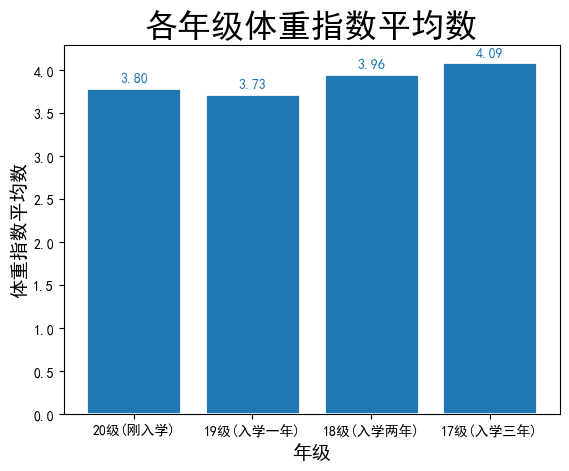 各年级体重指数平均数
体重指数平均数
4.0
3.5
3.0
2.5
2.0
1.5
1.0
0.5
0.0
3.80
3.73
3.96
4.09
20级(刚入学)
19级(入学一年)
18级(入学两年)
17级(入学三年)
年级